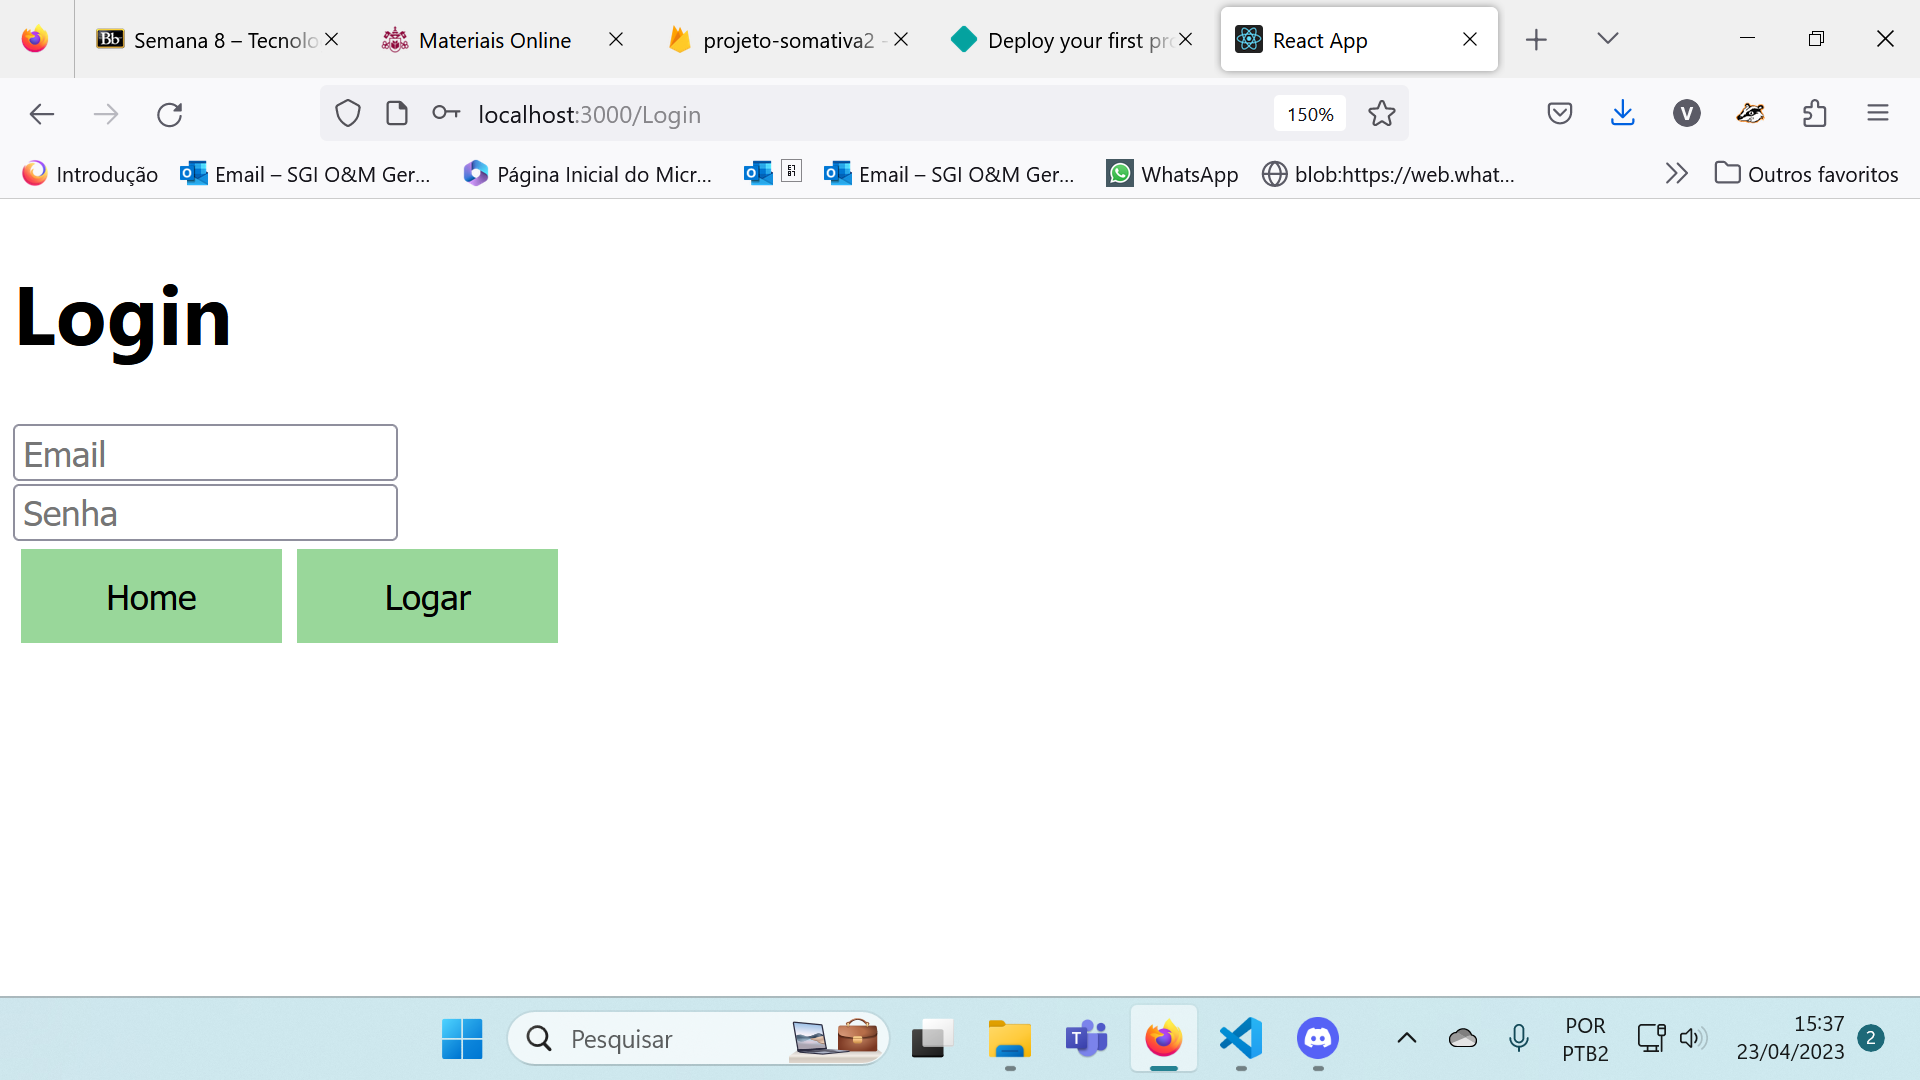 Semana 8 – Tecnolo
Materiais Online
projeto-somativa2 -
Deploy your first pro
React App
localhost:3000/Login
150%
V
Introdução
Email – SGI O&M Ger...
Página Inicial do Micr...
Email – SGI O&M Ger...
WhatsApp
blob:https://web.what...
Outros favoritos
Login
Email
Senha
Home
Logar
Pesquisar
POR
PTB2
15:37
23/04/2023
2